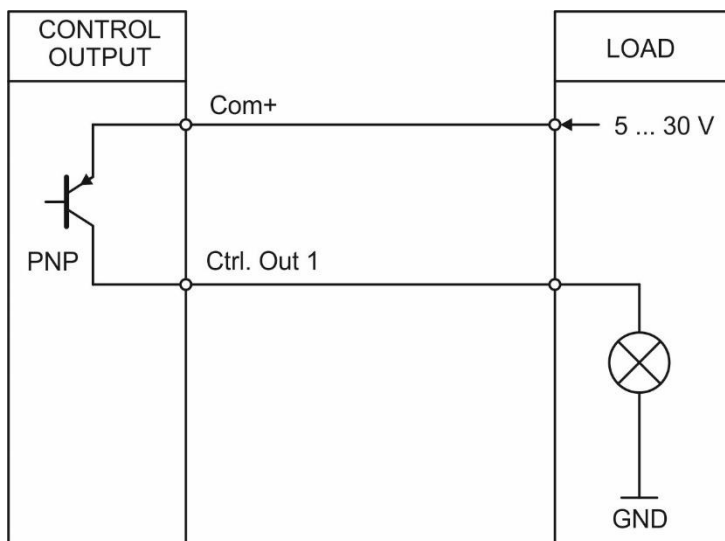 CONTROL
OUTPUT
LOAD
Com+
5 ... 30 V
PNP
Ctrl. Out 1
GND